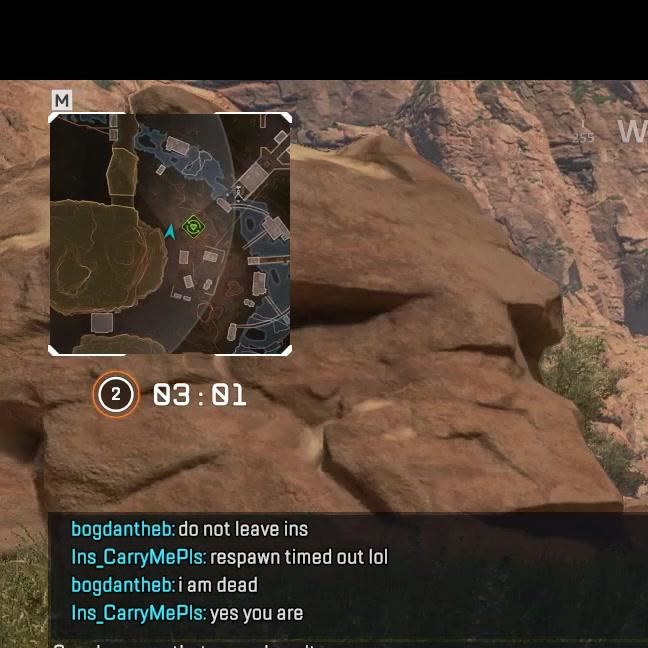 M
255
W
2 03:01
bogdantheb: do not leave ins
Ins_CarryMePls: respawn timed out lol
bogdantheb: i am dead
Ins_CarryMePls: yes you are